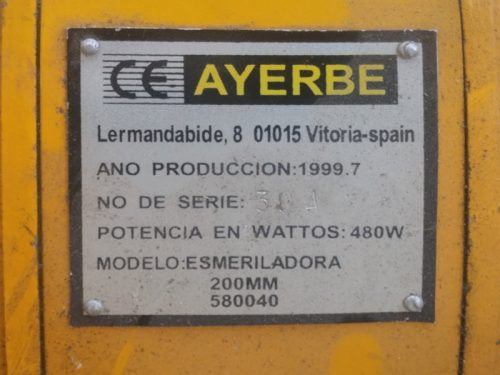 CE AYERBE
Lermandabide, 8 01015 Vitoria-spain
ANO PRODUCCION:1999.7
NO DE SERIE:
POTENCIA EN WATTOS: 480W
MODELO:ESMERILADORA
200MM
580040